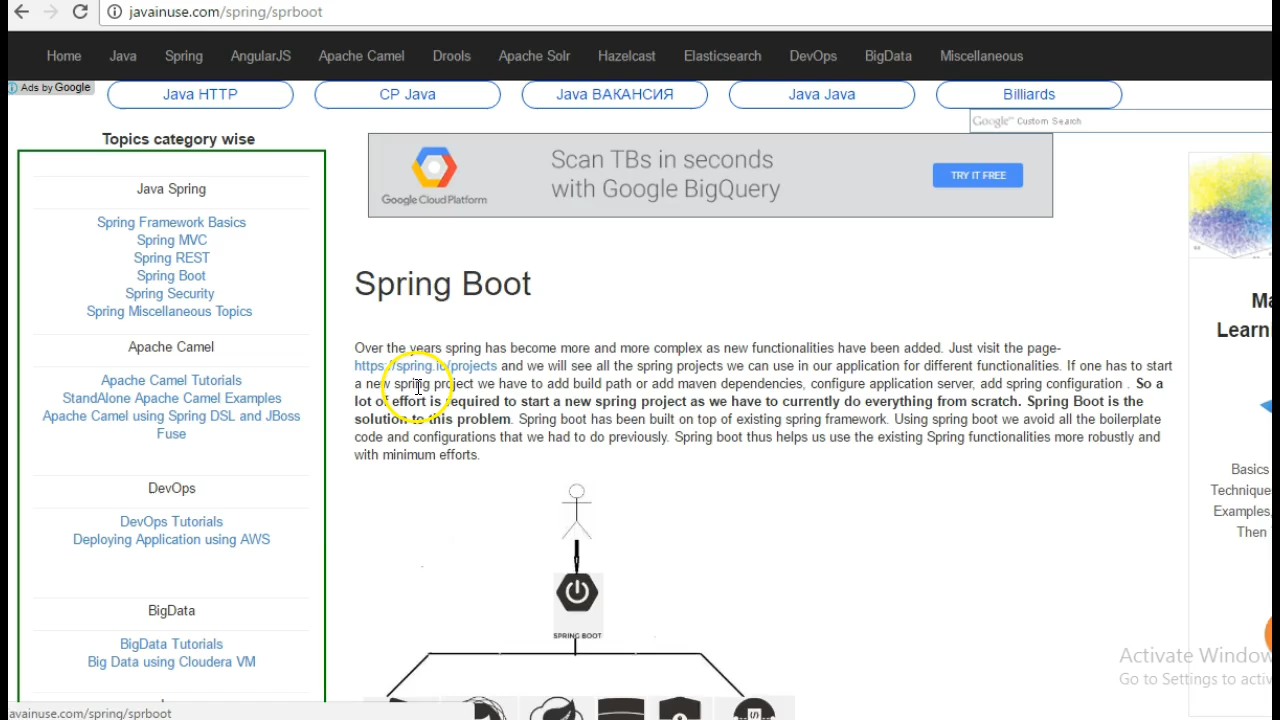 javainuse.com/spring/sprboot
Home Java Spring AngularJS Apache Camel Drools Apache Solr Hazelcast Elasticsearch DevOps BigData Miscellaneous
Ads by Google
Java HTTP CP Java Java ВАКАНСИЯ Java Java Billiards
Google™ Custom Search
Topics category wise
Java Spring
Spring Framework Basics
Spring MVC
Spring REST
Spring Boot
Spring Security
Spring Miscellaneous Topics
Apache Camel
Apache Camel Tutorials
StandAlone Apache Camel Examples
Apache Camel using Spring DSL and JBoss
Fuse
DevOps
DevOps Tutorials
Deploying Application using AWS
BigData
BigData Tutorials
Big Data using Cloudera VM
Scan TBs in seconds
with Google BigQuery
Google Cloud Platform
TRY IT FREE
Spring Boot
Over the years spring has become more and more complex as new functionalities have been added. Just visit the page-
https://spring.io/projects and we will see all the spring projects we can use in our application for different functionalities. If one has to start
a new spring project we have to add build path or add maven dependencies, configure application server, add spring configuration . So a
lot of effort is required to start a new spring project as we have to currently do everything from scratch. Spring Boot is the
solution to this problem. Spring boot has been built on top of existing spring framework. Using spring boot we avoid all the boilerplate
code and configurations that we had to do previously. Spring boot thus helps us use the existing Spring functionalities more robustly and
with minimum efforts.
SPRING BOOT
Ma
Learn
Basics
Technique
Examples,
Then
Activate Window
Go to Settings to activ
avainuse.com/spring/sprboot